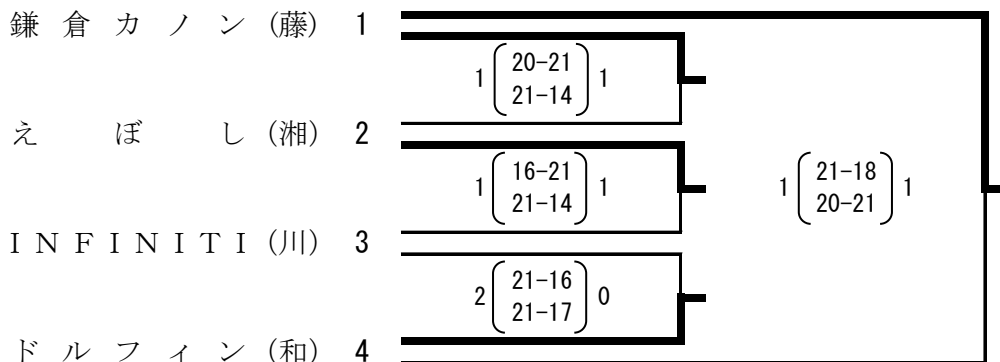 鎌倉カノン(藤) 1
1 20-21 1
21-14
えぼし(湘) 2
1 16-21 1
21-14
1 21-18 1
20-21
INFINITI(川) 3
2 21-16 0
21-17
ドルフィン(和) 4